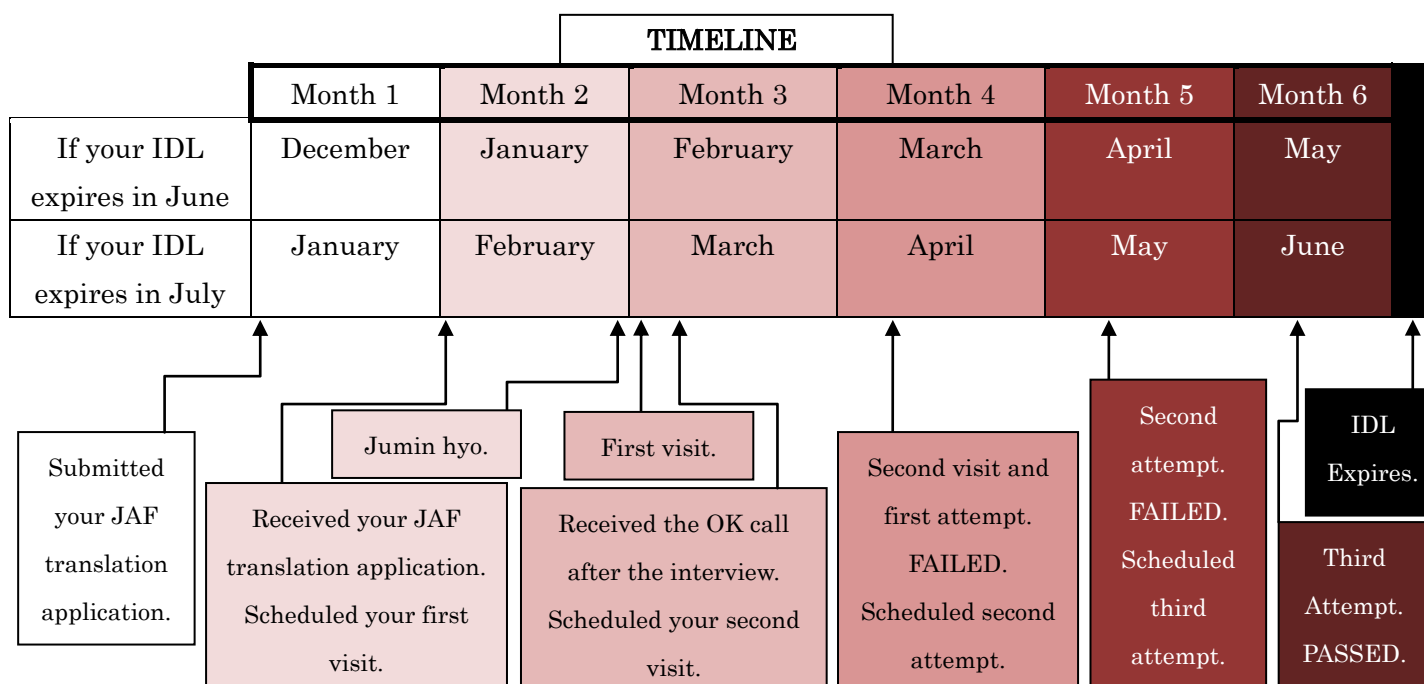 TIMELINE
Month 1 Month 2 Month 3 Month 4 Month 5 Month 6
If your IDL
expires in June
December January February March April May
If your IDL
expires in July
January February March April May June
Submitted
your JAF
translation
application.
Received your JAF
translation application.
Scheduled your first
visit.
Jumin hyo.
First visit.
Received the OK call
after the interview.
Scheduled your second
visit.
Second visit and
first attempt.
FAILED.
Scheduled second
attempt.
Second
attempt.
FAILED.
Scheduled
third
attempt.
Third
Attempt.
PASSED.
IDL
Expires.